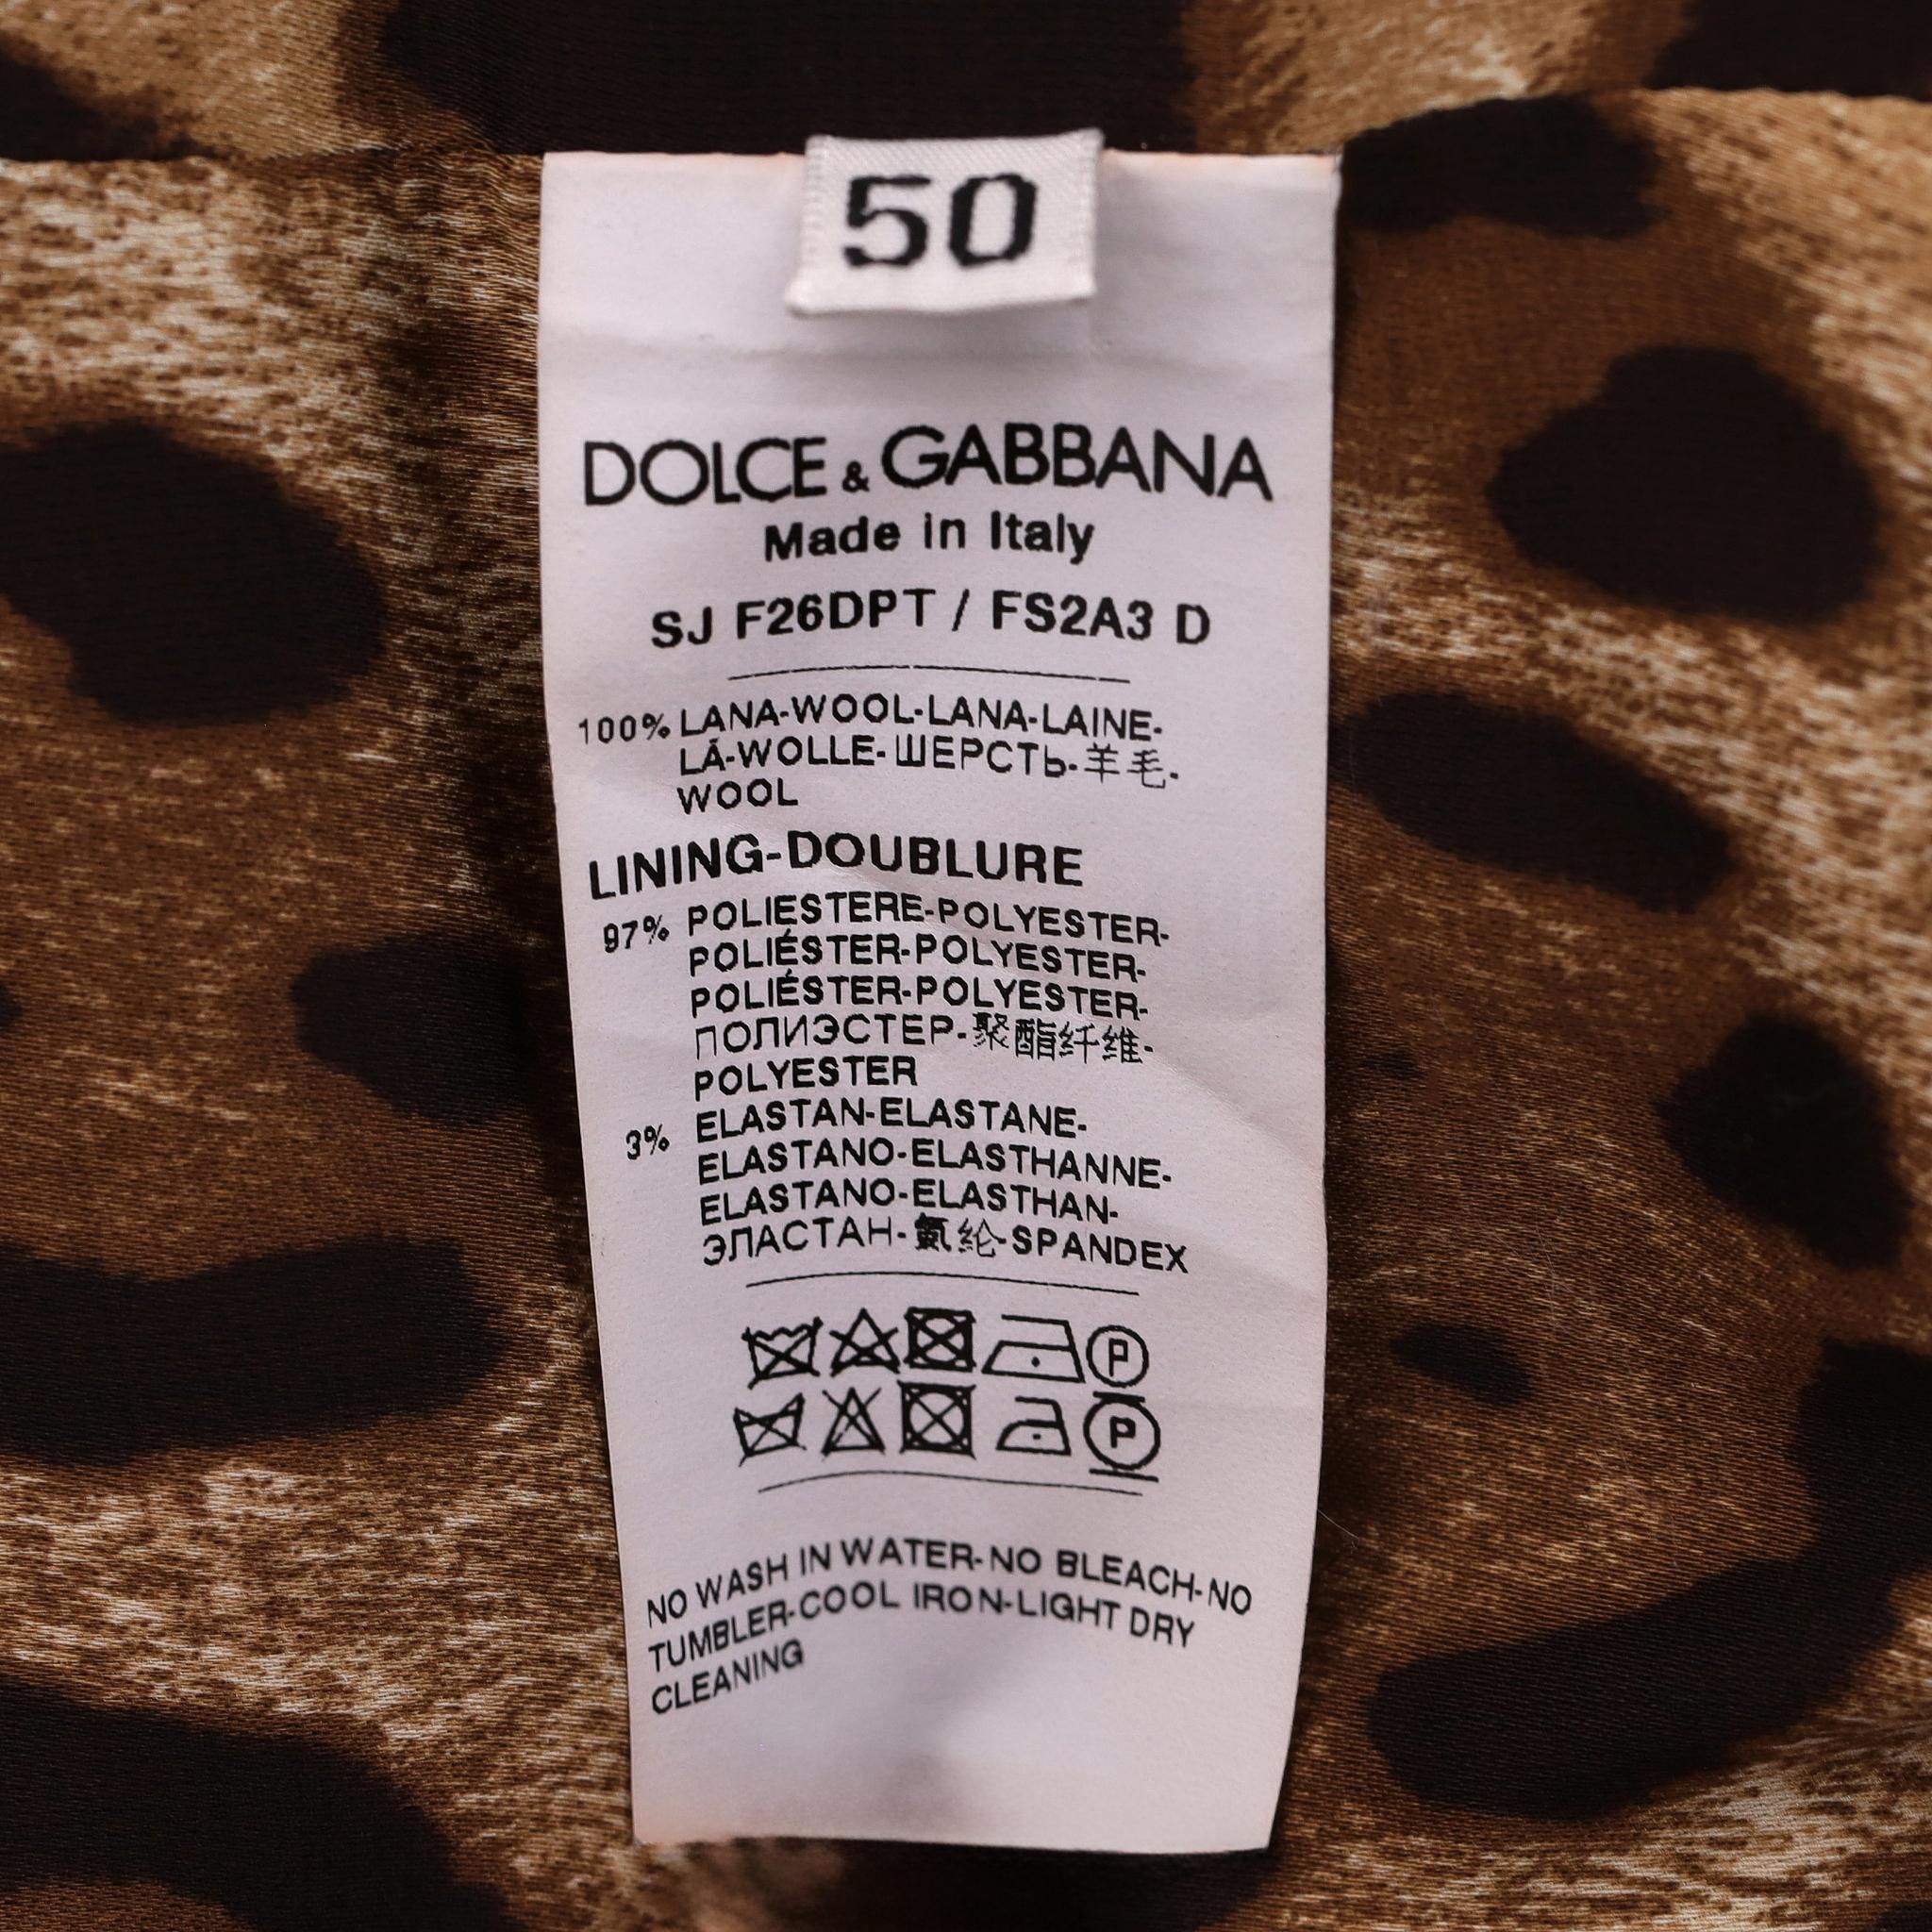 50
DOLCE & GABBANA
Made in Italy
SJ F26DPT / FS2A3 D
100% LANA-WOOL-LANA-LAINE-
LÃ-WOLLE-ШЕРСТЬ-羊毛-
WOOL
LINING-DOUBLURE
97% POLIESTERE-POLYESTER-
POLIÉSTER-POLYESTER-
POLIÉSTER-POLYESTER-
ПОЛИЭСТЕР-聚酯纤维-
POLYESTER
3% ELASTAN-ELASTANE-
ELASTANO-ELASTHANNE-
ELASTANO-ELASTHAN-
ЭЛАСТАН-氨纶-SPANDEX
P
P
NO WASH IN WATER-NO BLEACH-NO
TUMBLER-COOL IRON-LIGHT DRY
CLEANING